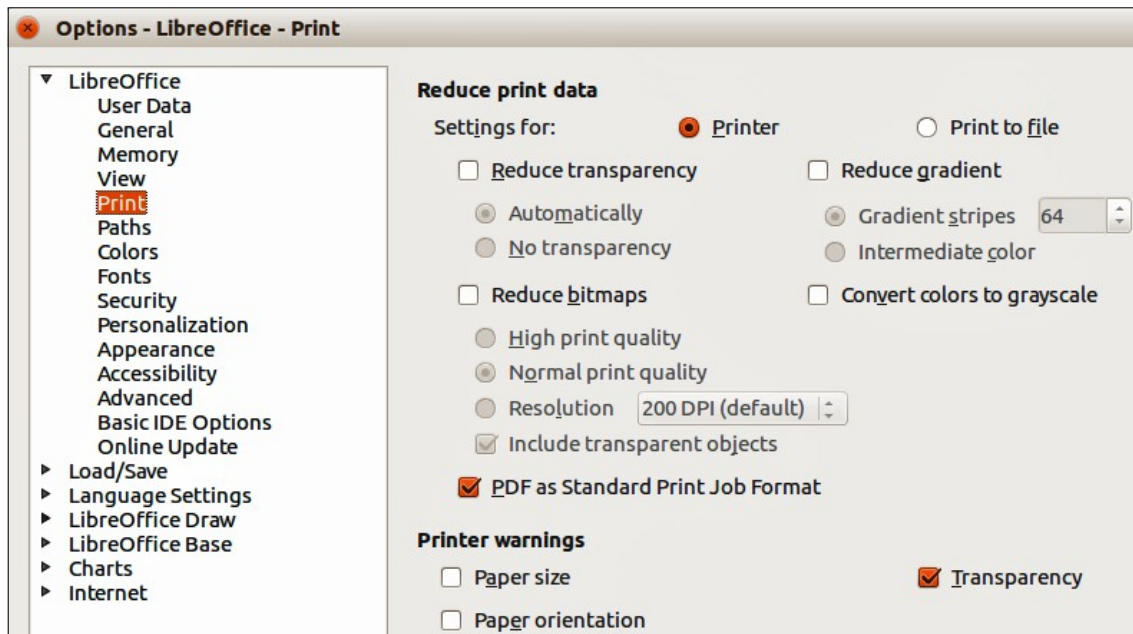 Options - LibreOffice - Print
LibreOffice
User Data
General
Memory
View
Print
Paths
Colors
Fonts
Security
Personalization
Appearance
Accessibility
Advanced
Basic IDE Options
Online Update
Load/Save
Language Settings
LibreOffice Draw
LibreOffice Base
Charts
Internet
Reduce print data
Settings for: Printer Print to file
Reduce transparency Reduce gradient
Automatically Gradient stripes 64
No transparency Intermediate color
Reduce bitmaps Convert colors to grayscale
High print quality
Normal print quality
Resolution 200 DPI (default)
Include transparent objects
PDF as Standard Print Job Format
Printer warnings
Paper size Transparency
Paper orientation